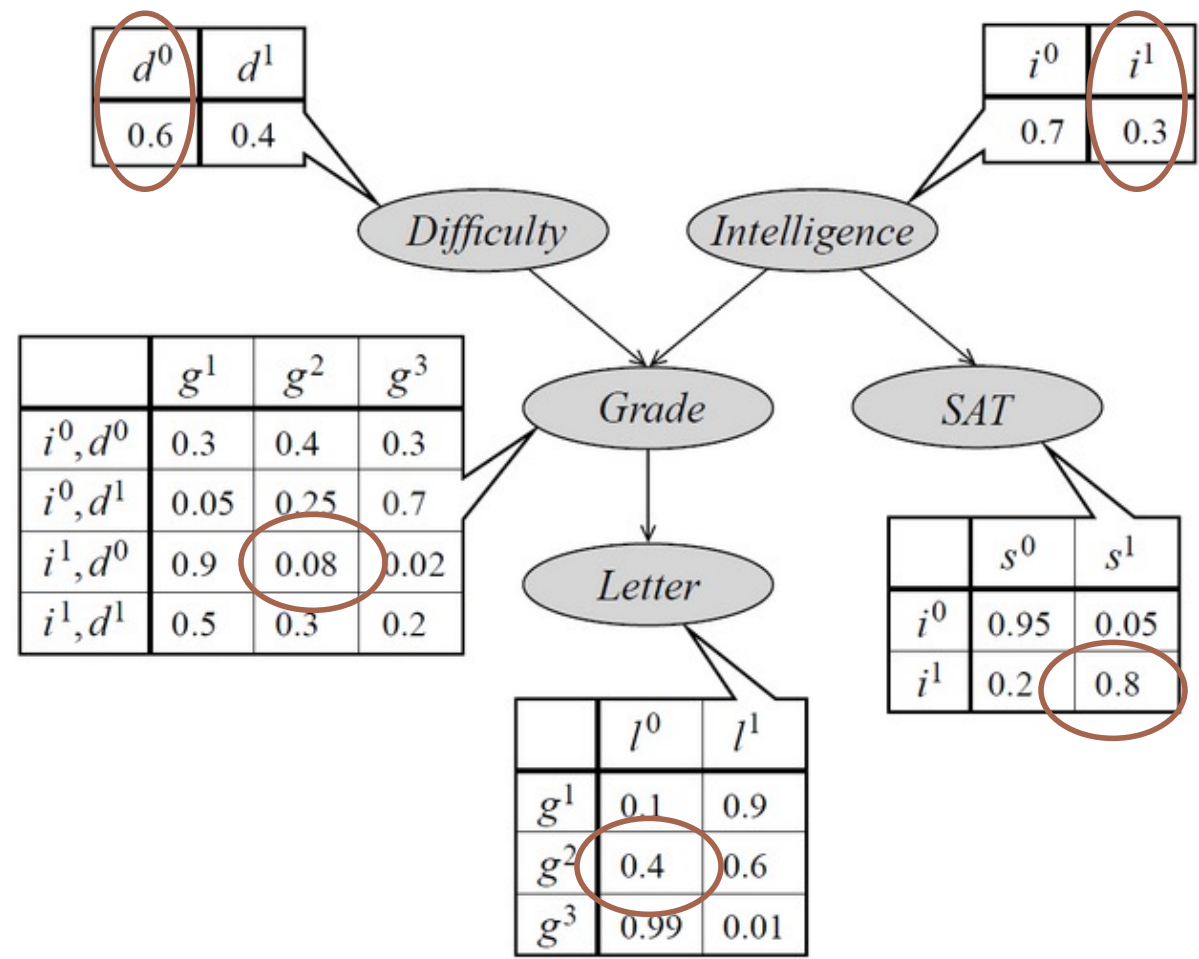 d⁰ d¹
0.6 0.4
i⁰ i¹
0.7 0.3
Difficulty
Intelligence
g¹ g² g³
i⁰,d⁰ 0.3 0.4 0.3
i⁰,d¹ 0.05 0.25 0.7
i¹,d⁰ 0.9 0.08 0.02
i¹,d¹ 0.5 0.3 0.2
Grade
SAT
Letter
s⁰ s¹
i⁰ 0.95 0.05
i¹ 0.2 0.8
l⁰ l¹
g¹ 0.1 0.9
g² 0.4 0.6
g³ 0.99 0.01